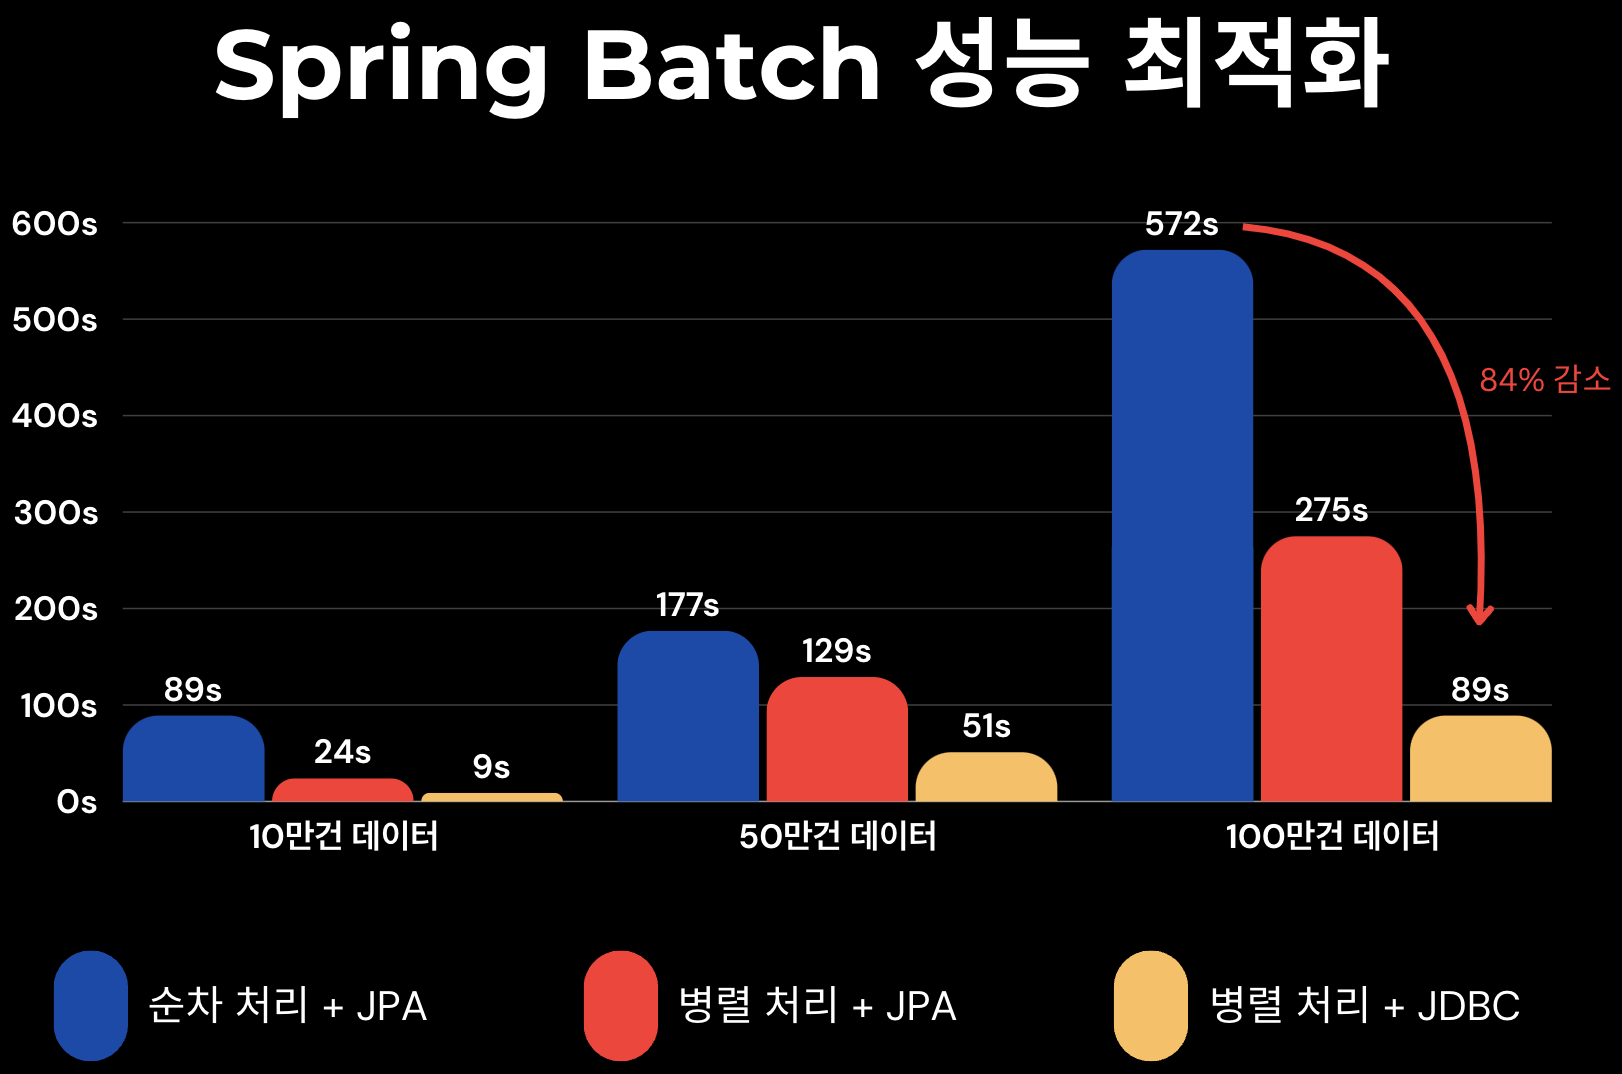 Spring Batch 성능 최적화
600s
500s
400s
300s
200s
100s
0s
572s
84% 감소
275s
177s
129s
89s
89s
24s
9s
51s
10만건 데이터
50만건 데이터
100만건 데이터
순차 처리 + JPA
병렬 처리 + JPA
병렬 처리 + JDBC